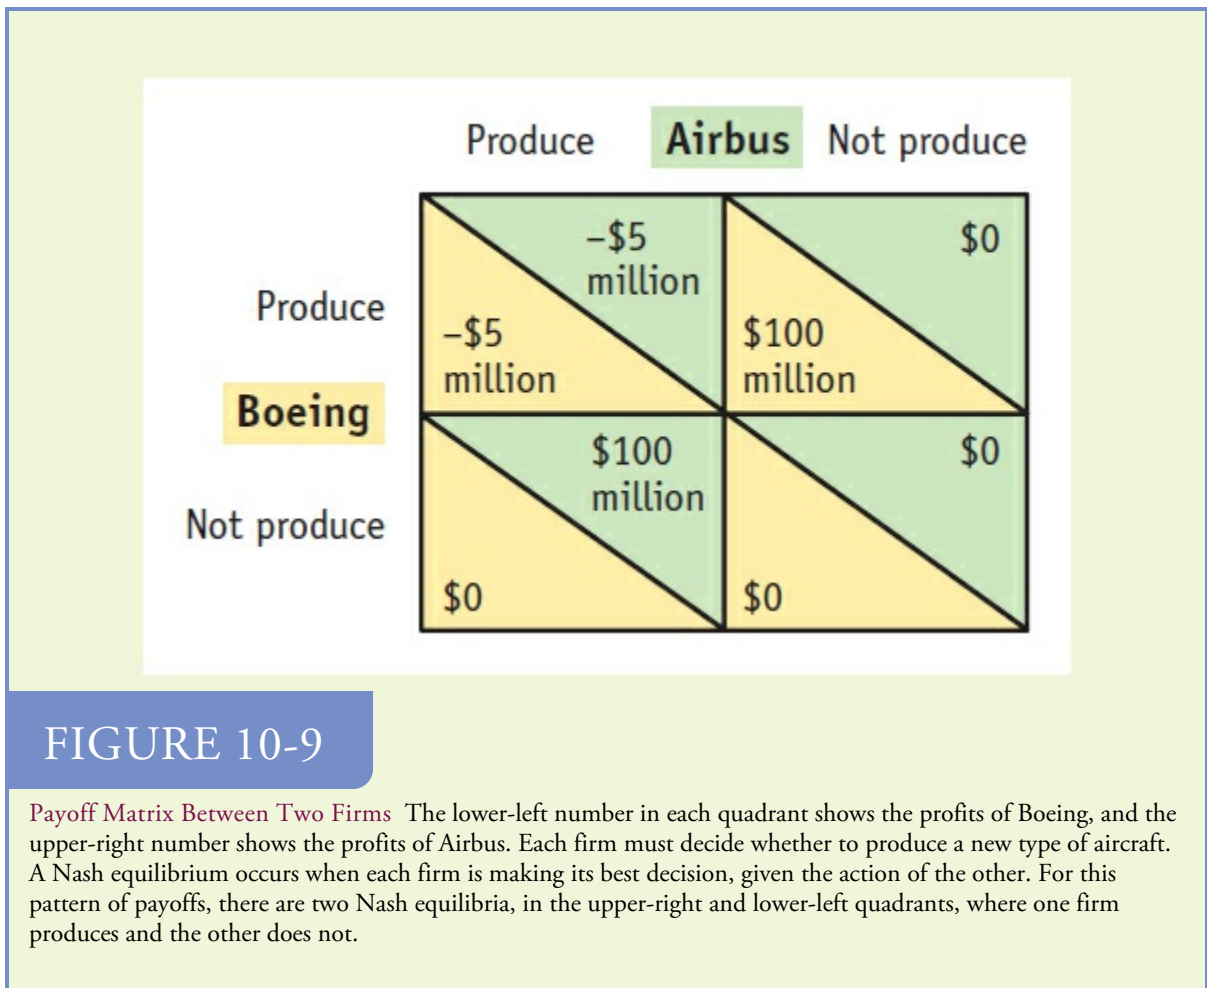 Produce Airbus Not produce
–$5 million
$0
Produce
–$5 million
$100 million
Boeing
$100 million
$0
Not produce
$0
$0
FIGURE 10-9
Payoff Matrix Between Two Firms The lower-left number in each quadrant shows the profits of Boeing, and the
upper-right number shows the profits of Airbus. Each firm must decide whether to produce a new type of aircraft.
A Nash equilibrium occurs when each firm is making its best decision, given the action of the other. For this
pattern of payoffs, there are two Nash equilibria, in the upper-right and lower-left quadrants, where one firm
produces and the other does not.